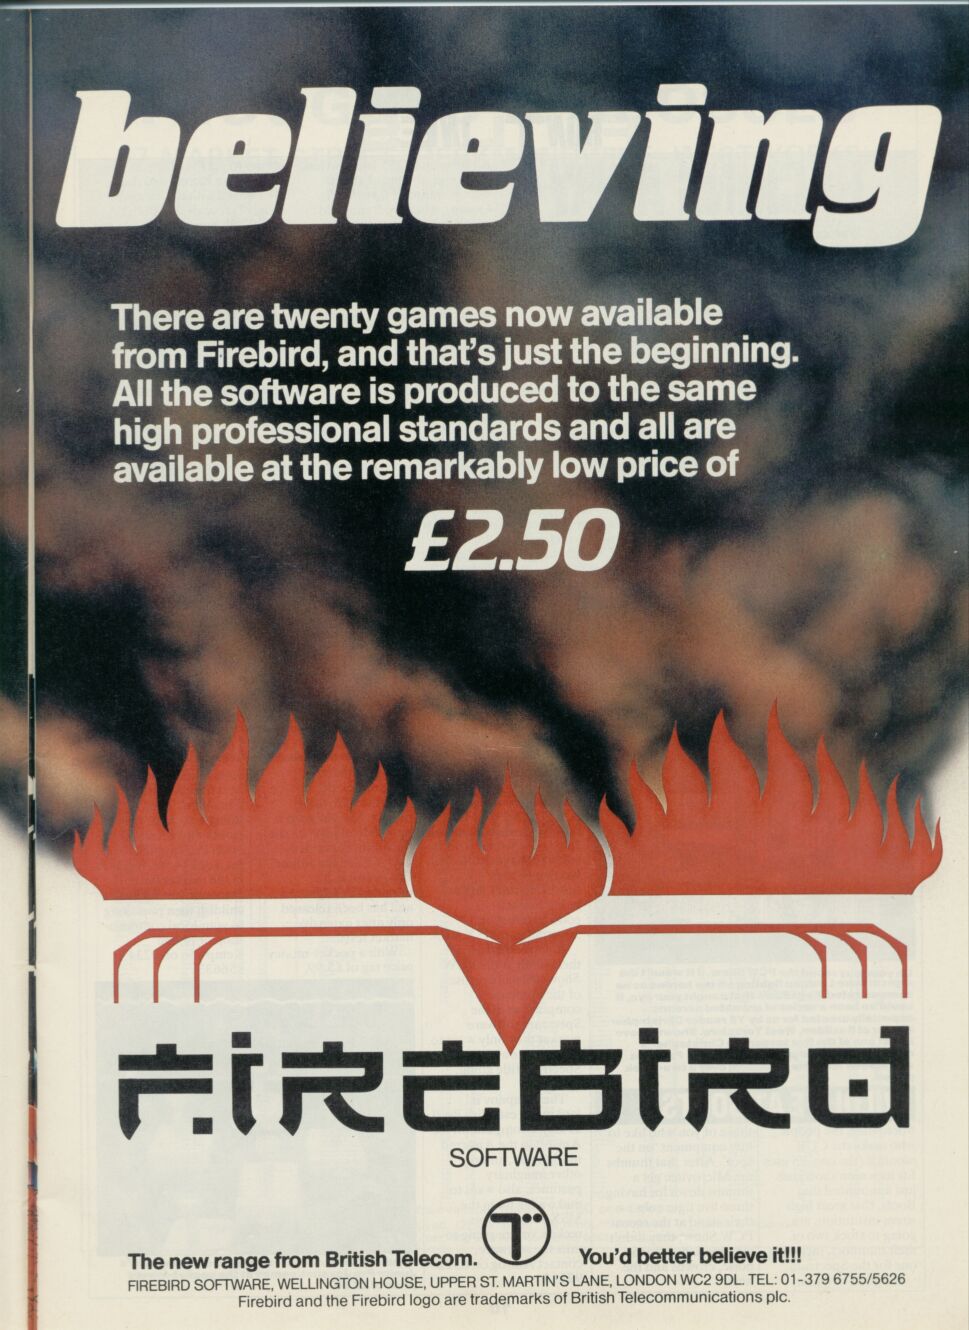 believing
There are twenty games now available
from Firebird, and that's just the beginning.
All the software is produced to the same
high professional standards and all are
available at the remarkably low price of
£2.50
FIREBIRD
SOFTWARE
The new range from British Telecom. You'd better believe it!!!
FIREBIRD SOFTWARE, WELLINGTON HOUSE, UPPER ST. MARTIN'S LANE, LONDON WC2 9DL. TEL: 01-379 6755/5626
Firebird and the Firebird logo are trademarks of British Telecommunications plc.